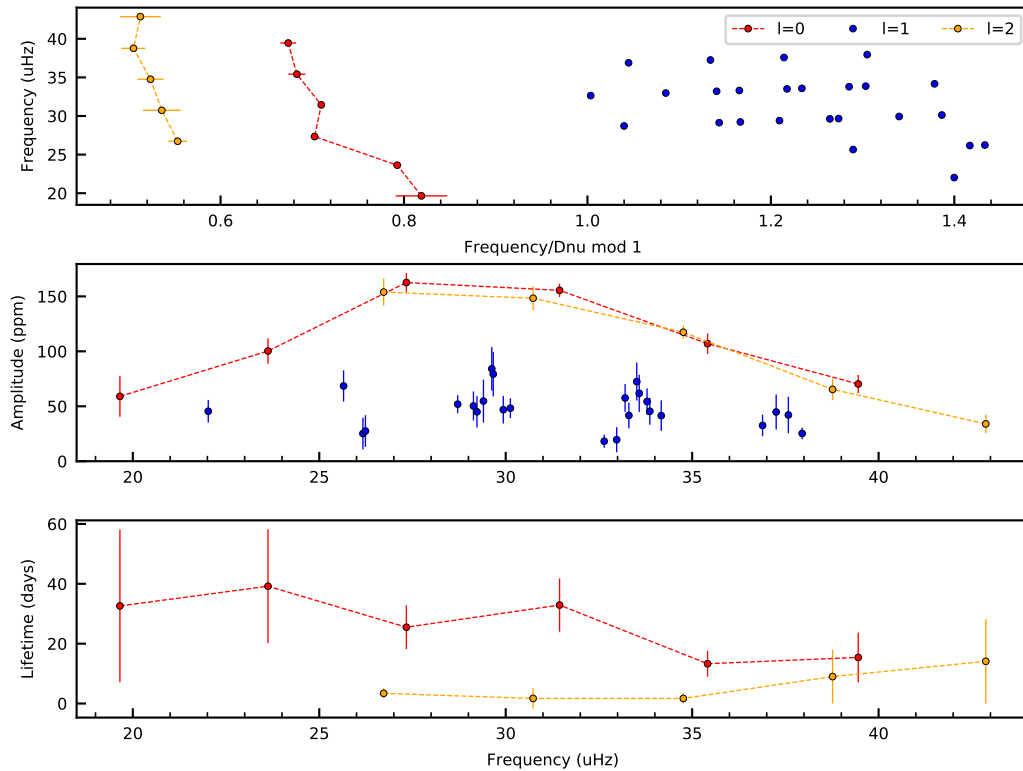 l=0 l=1 l=2
Frequency (uHz)
40
35
30
25
20
0.6 0.8 1.0 1.2 1.4
Frequency/Dnu mod 1
Amplitude (ppm)
150
100
50
0
20 25 30 35 40
Lifetime (days)
60
40
20
0
20 25 30 35 40
Frequency (uHz)